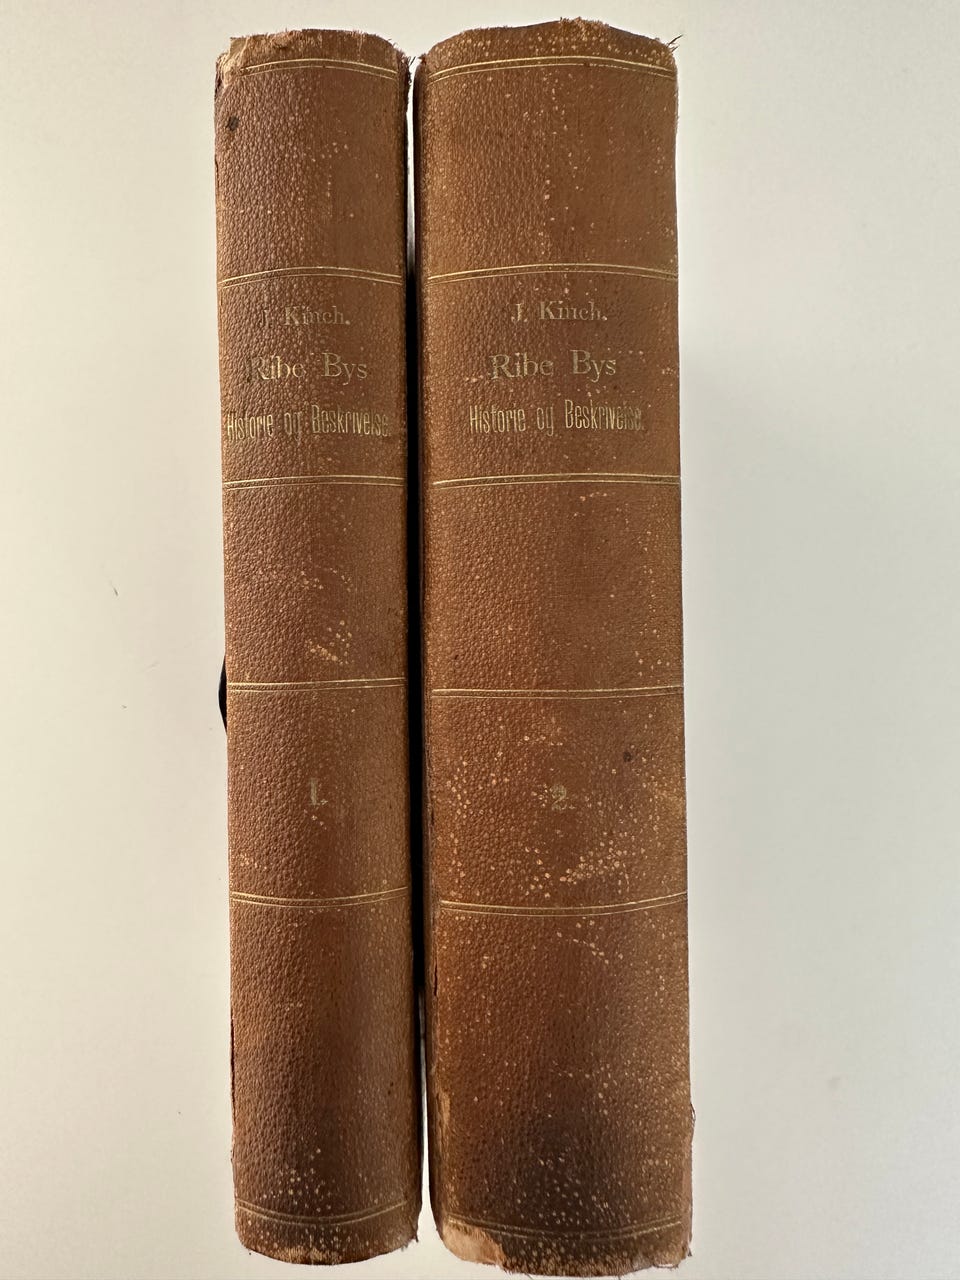 J. Kinch.
Ribe Bys
Historie og Beskrivelse.
1.
J. Kinch.
Ribe Bys
Historie og Beskrivelse.
2.